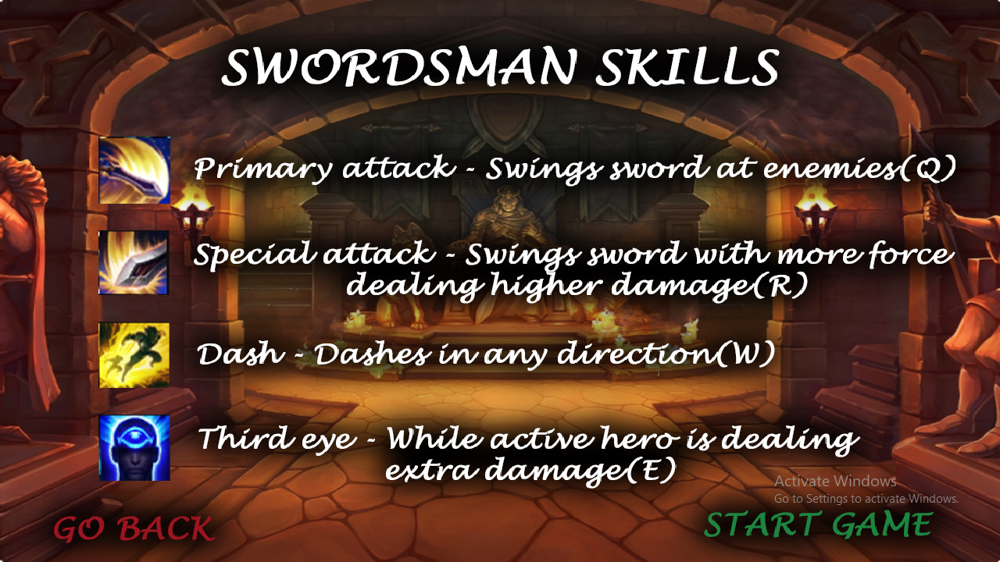 SWORDSMAN SKILLS
Primary attack - Swings sword at enemies(Q)
Special attack - Swings sword with more force
dealing higher damage(R)
Dash - Dashes in any direction(W)
Third eye - While active hero is dealing
extra damage(E)
Activate Windows
Go to Settings to activate Windows.
GO BACK
START GAME